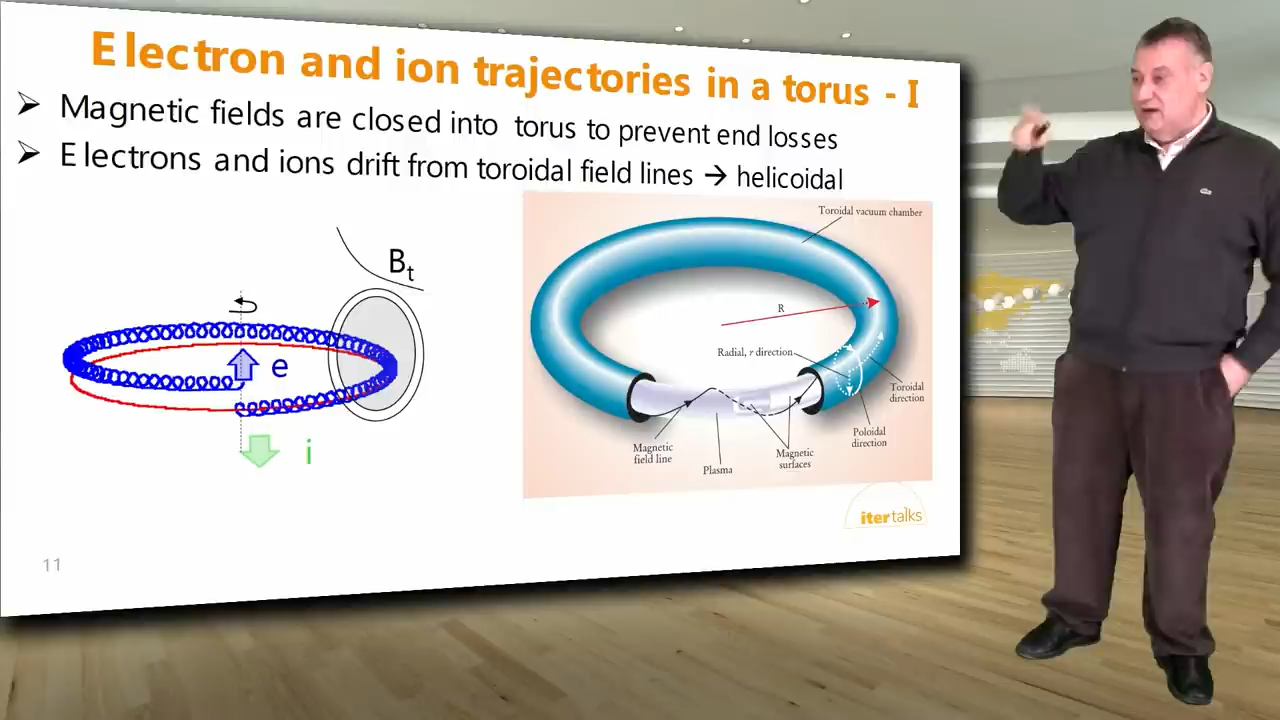 Electron and ion trajectories in a torus - I
➢ Magnetic fields are closed into torus to prevent end losses
➢ Electrons and ions drift from toroidal field lines → helicoidal
Bt
e
i
Toroidal vacuum chamber
R
Radial, r direction
Toroidal
direction
Poloidal
direction
Magnetic
field line
Plasma
Magnetic
surfaces
iter talks
11